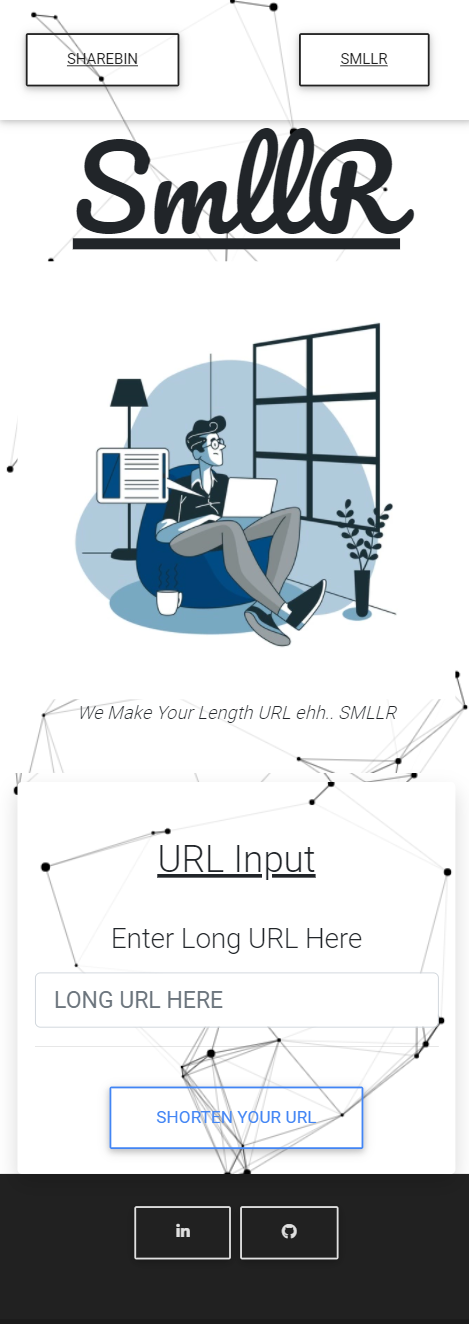 SHAREBIN
SMLLR
SmllR
We Make Your Length URL ehh.. SMLLR
URL Input
Enter Long URL Here
LONG URL HERE
SHORTEN YOUR URL
in